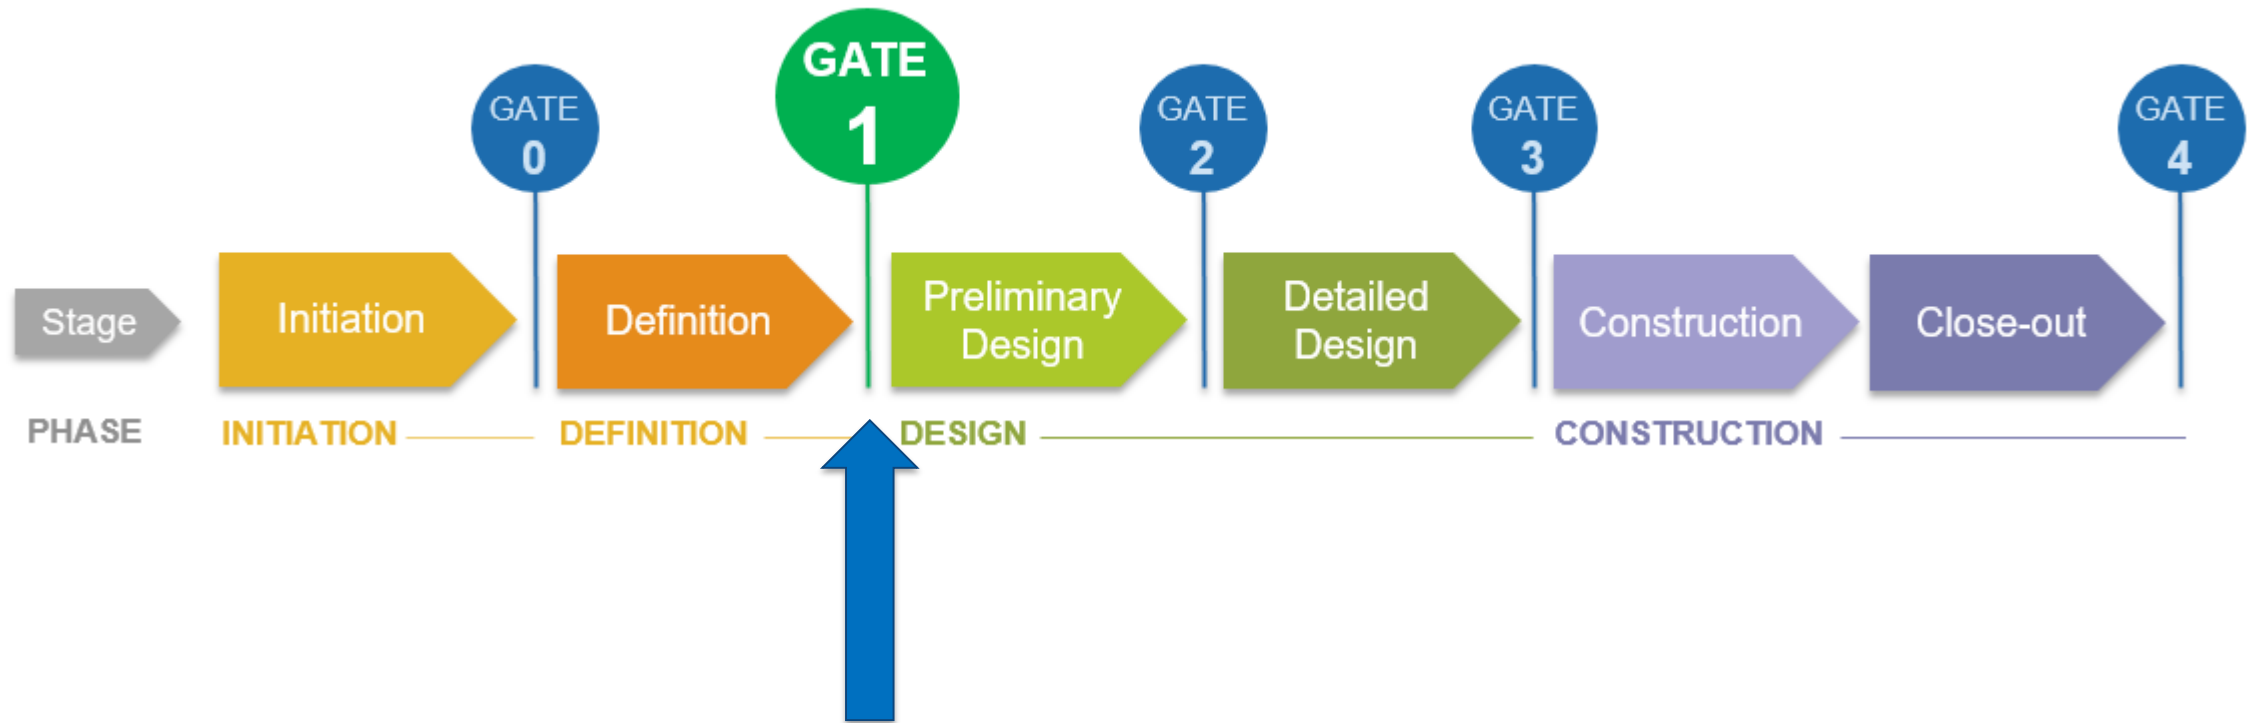 GATE
0
GATE
1
GATE
2
GATE
3
GATE
4
Stage
Initiation
Definition
Preliminary
Design
Detailed
Design
Construction
Close-out
PHASE
INITIATION
DEFINITION
DESIGN
CONSTRUCTION